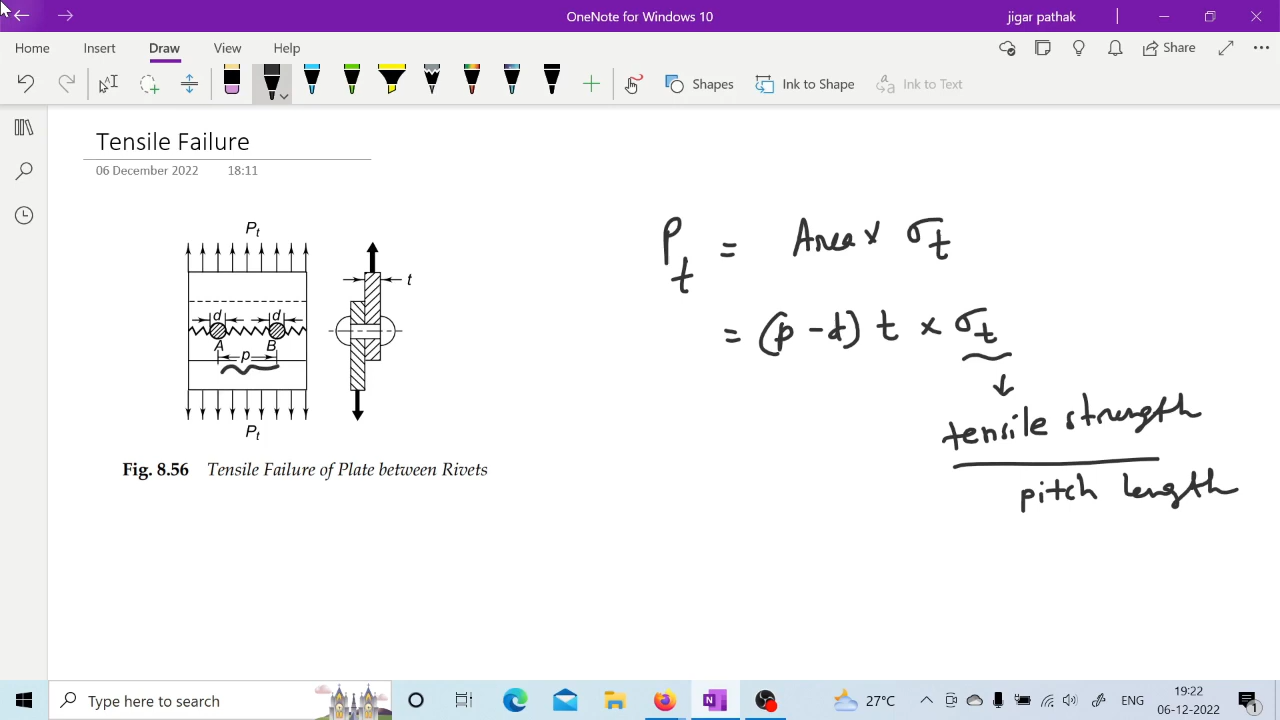 OneNote for Windows 10
jigar pathak
Home Insert Draw View Help
Share
Shapes
Ink to Shape
Ink to Text
Tensile Failure
06 December 2022 18:11
Pt
t
d d
A B
p
Pt
Fig. 8.56 Tensile Failure of Plate between Rivets
Pt = Area × σt
= (p - d) t × σt
tensile strength
pitch length
Type here to search
27°C
ENG
19:22
06-12-2022
1